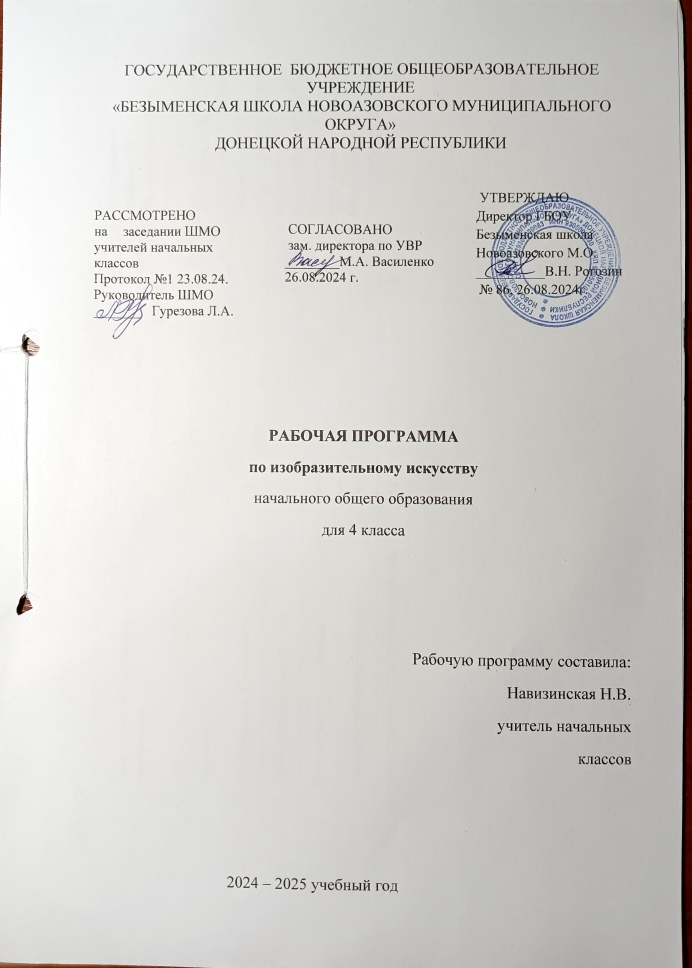 ГОСУДАРСТВЕННОЕ БЮДЖЕТНОЕ ОБЩЕОБРАЗОВАТЕЛЬНОЕ
УЧРЕЖДЕНИЕ
«БЕЗЫМЕНСКАЯ ШКОЛА НОВОАЗОВСКОГО МУНИЦИПАЛЬНОГО
ОКРУГА»
ДОНЕЦКОЙ НАРОДНОЙ РЕСПУБЛИКИ
РАССМОТРЕНО
на заседании ШМО
учителей начальных
классов
Протокол №1 23.08.24.
Руководитель ШМО
Гурезова Л.А.
СОГЛАСОВАНО
зам. директора по УВР
М.А. Василенко
26.08.2024 г.
УТВЕРЖДАЮ
Директор ГБОУ
Безыменская школа
Новоазовского М.О.
В.Н. Рогозин
№ 86, 26.08.2024г.
РАБОЧАЯ ПРОГРАММА
по изобразительному искусству
начального общего образования
для 4 класса
Рабочую программу составила:
Навизинская Н.В.
учитель начальных
классов
2024 – 2025 учебный год